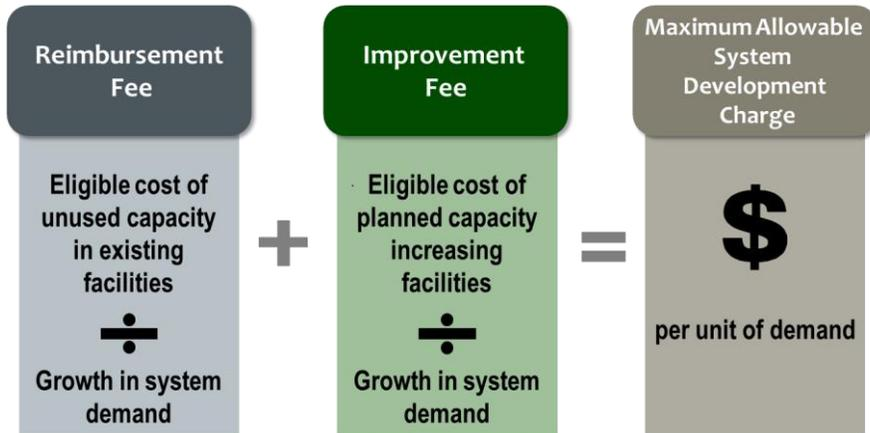 Reimbursement
Fee
Eligible cost of
unused capacity
in existing
facilities
÷
Growth in system
demand
+
Improvement
Fee
Eligible cost of
planned capacity
increasing
facilities
÷
Growth in system
demand
=
Maximum Allowable
System
Development
Charge
$
per unit of demand